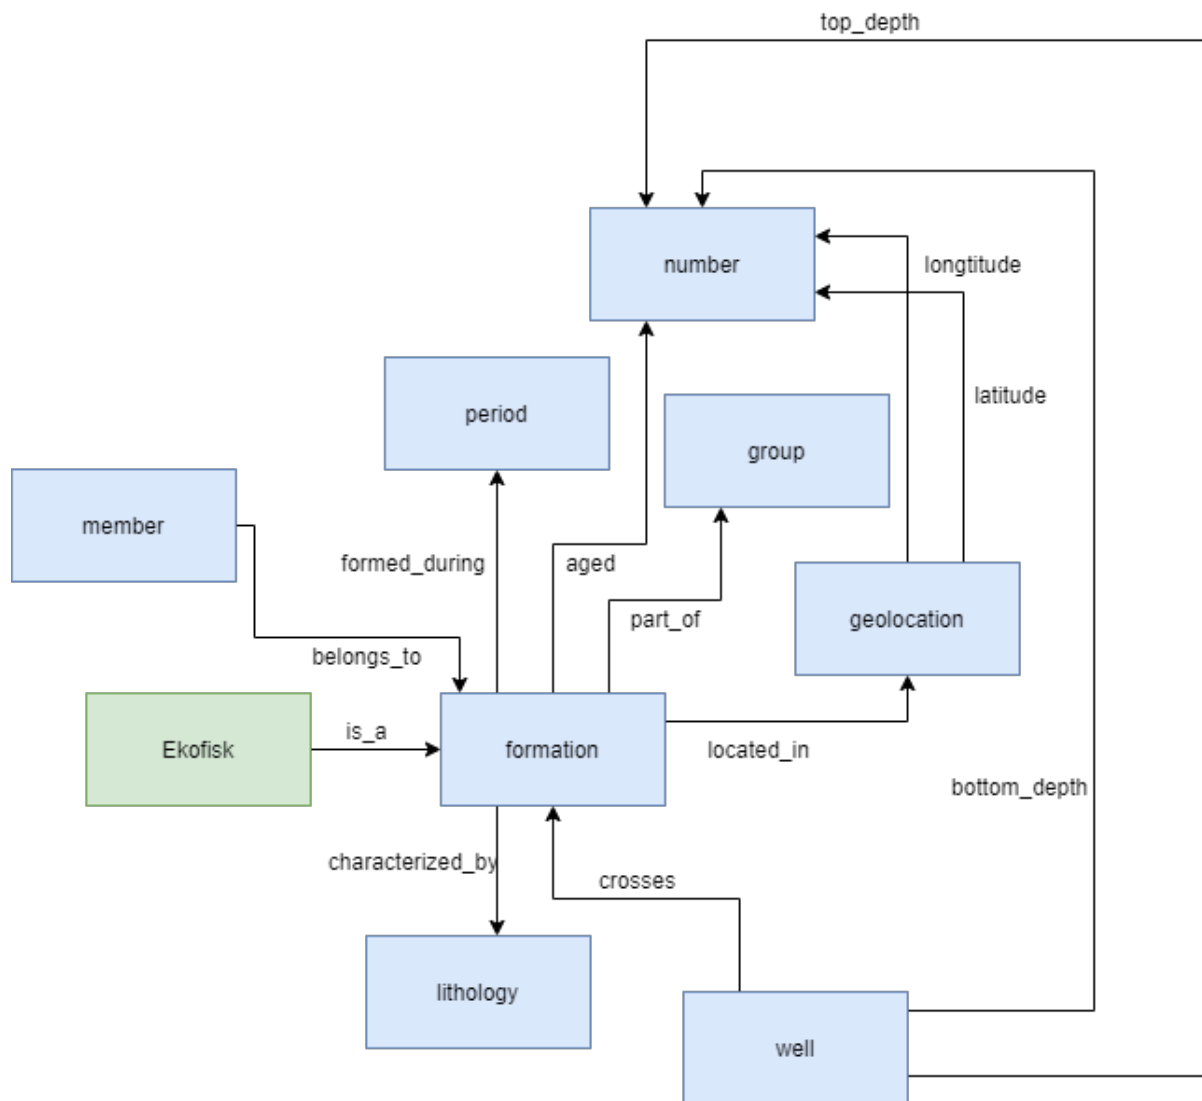 top_depth
number
longtitude
period
latitude
group
member
formed_during
aged
part_of
geolocation
belongs_to
is_a
Ekofisk
formation
located_in
bottom_depth
characterized_by
crosses
lithology
well